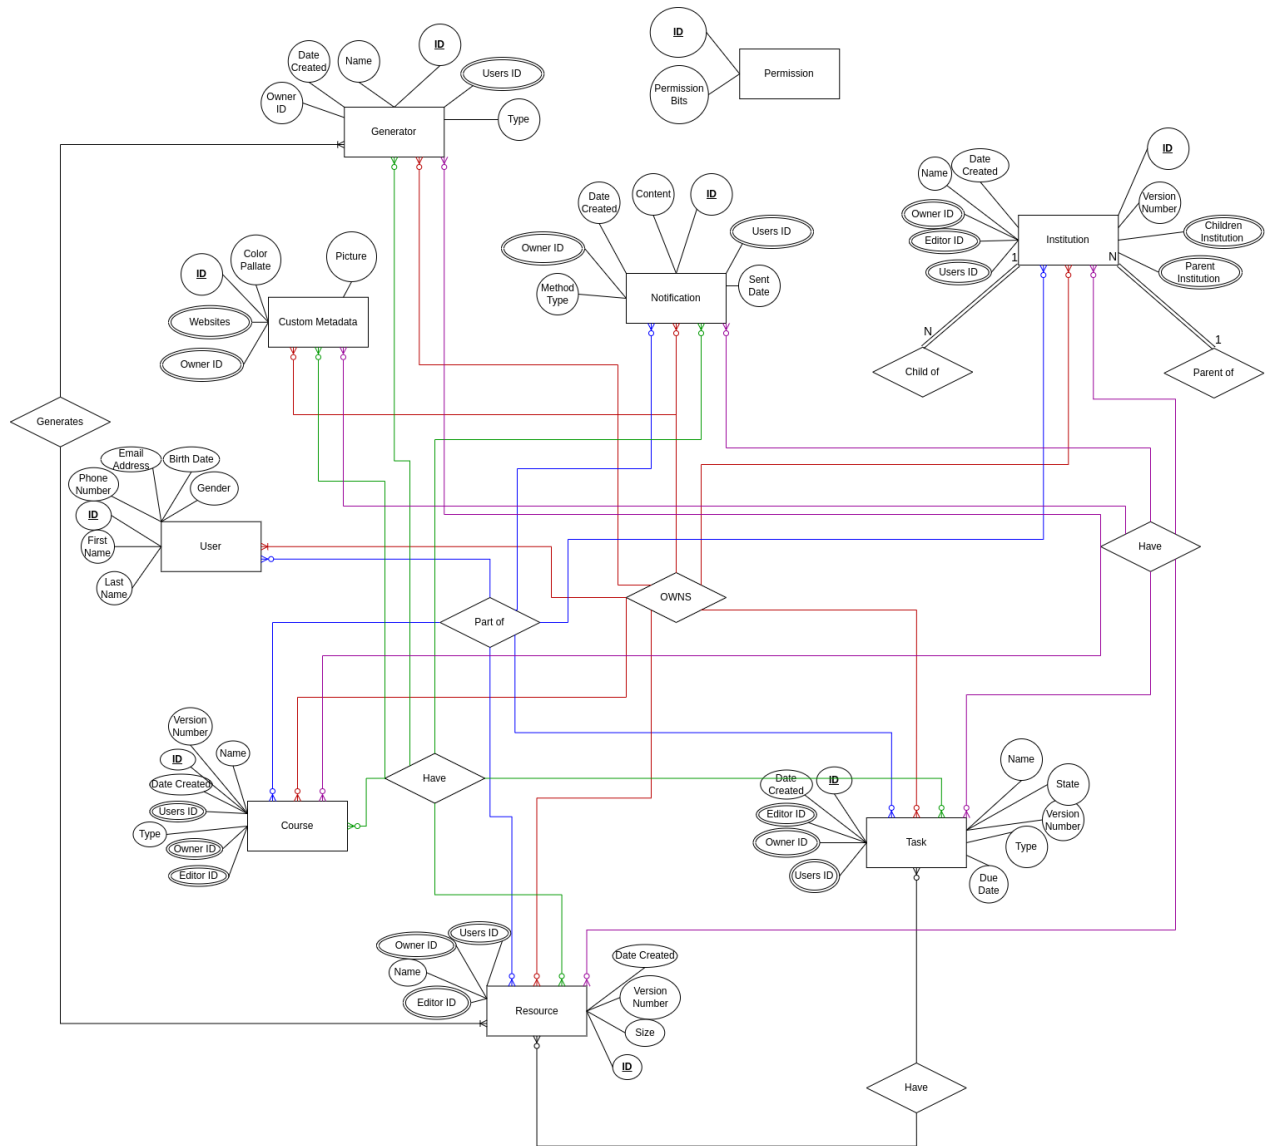 ID
Permission
Permission
Bits
ID
Date
Created
Name
Users ID
Owner
ID
Type
Generator
ID
Date
Created
Name
Version
Number
Owner ID
Editor ID
Users ID
Institution
Children
Institution
Parent
Institution
1
N
N
1
Child of
Parent of
Date
Created
Content
ID
Users ID
Owner ID
Method
Type
Sent
Date
Notification
Color
Pallate
Picture
ID
Websites
Owner ID
Custom Metadata
Generates
Email
Address
Birth Date
Phone
Number
Gender
ID
First
Name
Last
Name
User
Have
OWNS
Part of
Version
Number
Name
ID
Date Created
Users ID
Type
Owner ID
Editor ID
Course
Have
Date
Created
ID
Editor ID
Owner ID
Users ID
Task
Name
State
Version
Number
Type
Due
Date
Users ID
Owner ID
Name
Editor ID
Resource
Date Created
Version
Number
Size
ID
Have